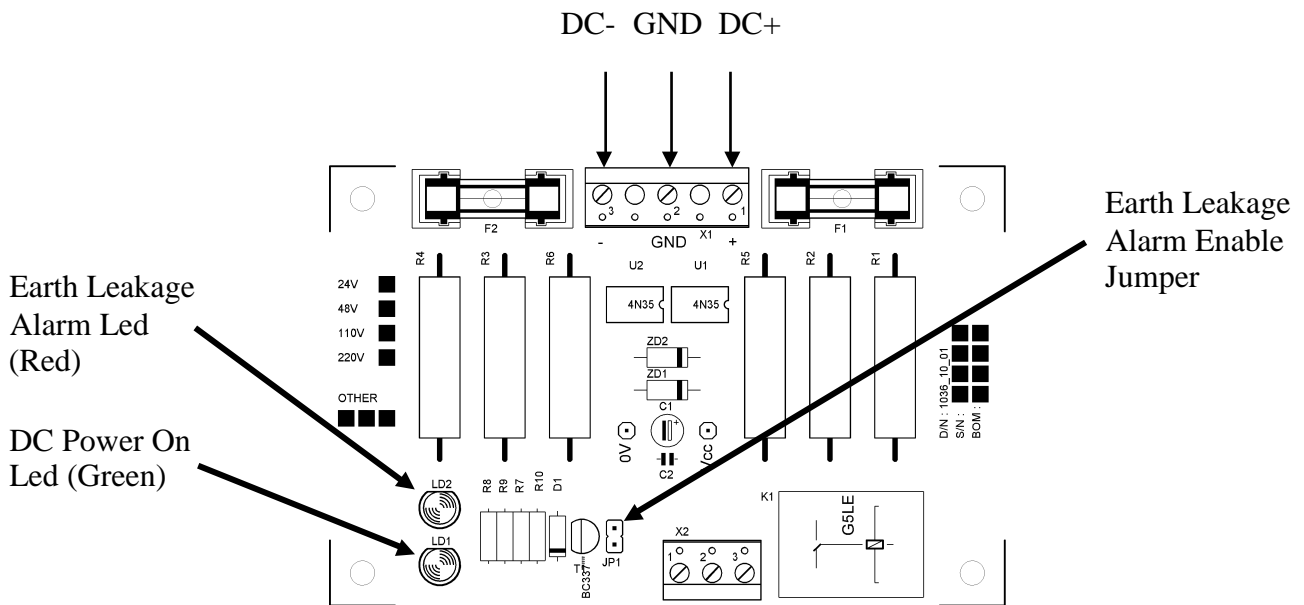 DC- GND DC+
Earth Leakage
Alarm Enable
Jumper
Earth Leakage
Alarm Led
(Red)
DC Power On
Led (Green)
F2
3
2
1
X1
- GND +
F1
R4
R3
R6
U2
U1
R5
R2
R1
4N35
4N35
24V
48V
110V
220V
OTHER
ZD2
ZD1
C1
+
0V
Vcc
C2
D/N : 1036_10_01
S/N :
BOM :
LD2
LD1
R8
R9
R7
R10
D1
BC337
JP1
X2
1
2
3
K1
G5LE